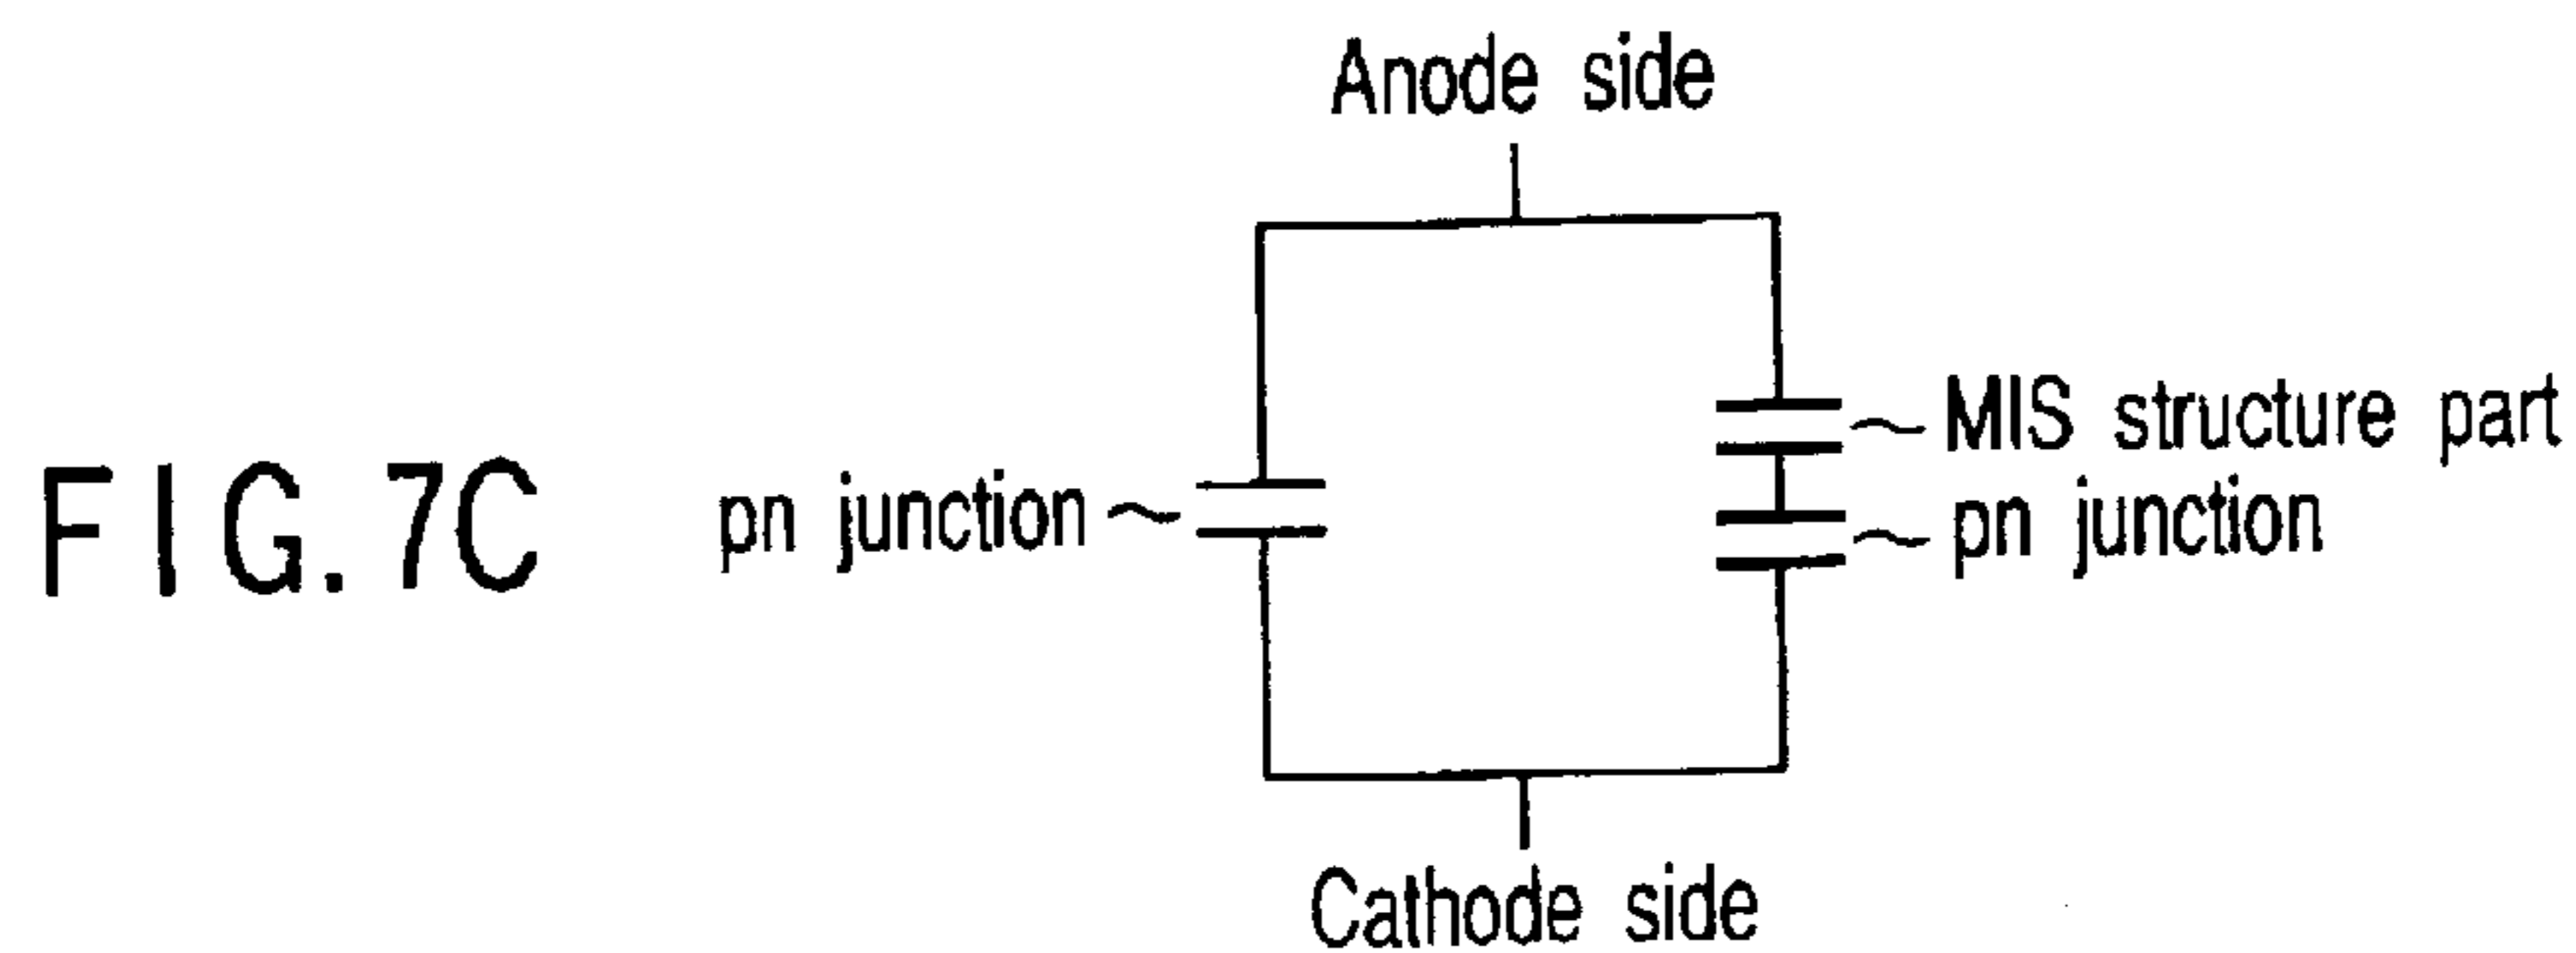 Anode side
MIS structure part
pn junction
pn junction
FIG. 7C
Cathode side